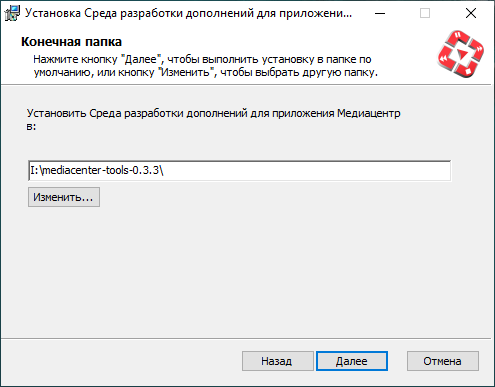 Установка Среда разработки дополнений для приложени...
Конечная папка
Нажмите кнопку "Далее", чтобы выполнить установку в папке по
умолчанию, или кнопку "Изменить", чтобы выбрать другую папку.
Установить Среда разработки дополнений для приложения Медиацентр
в:
I:\mediacenter-tools-0.3.3\
Изменить...
Назад
Далее
Отмена